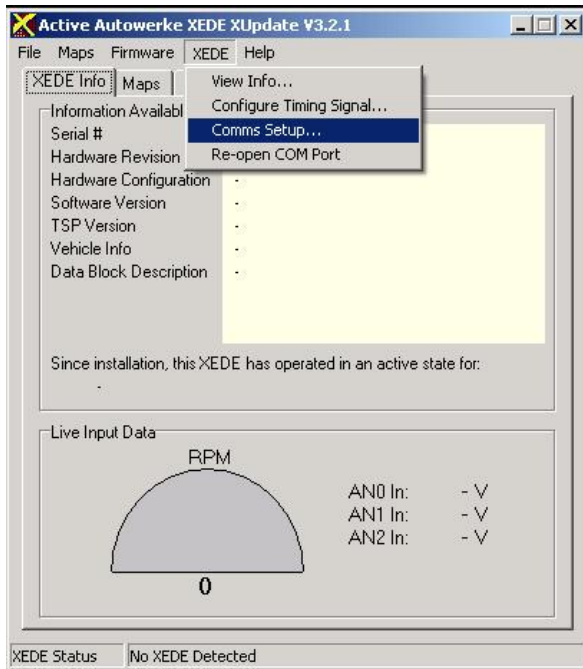 Active Autowerke XEDE XUpdate V3.2.1
File Maps Firmware XEDE Help
XEDE Info Maps
View Info...
Configure Timing Signal...
Comms Setup...
Re-open COM Port
Information Availabl
Serial #
Hardware Revision
Hardware Configuration -
Software Version -
TSP Version -
Vehicle Info -
Data Block Description -
Since installation, this XEDE has operated in an active state for:
-
Live Input Data
RPM
0
AN0 In: - V
AN1 In: - V
AN2 In: - V
XEDE Status No XEDE Detected